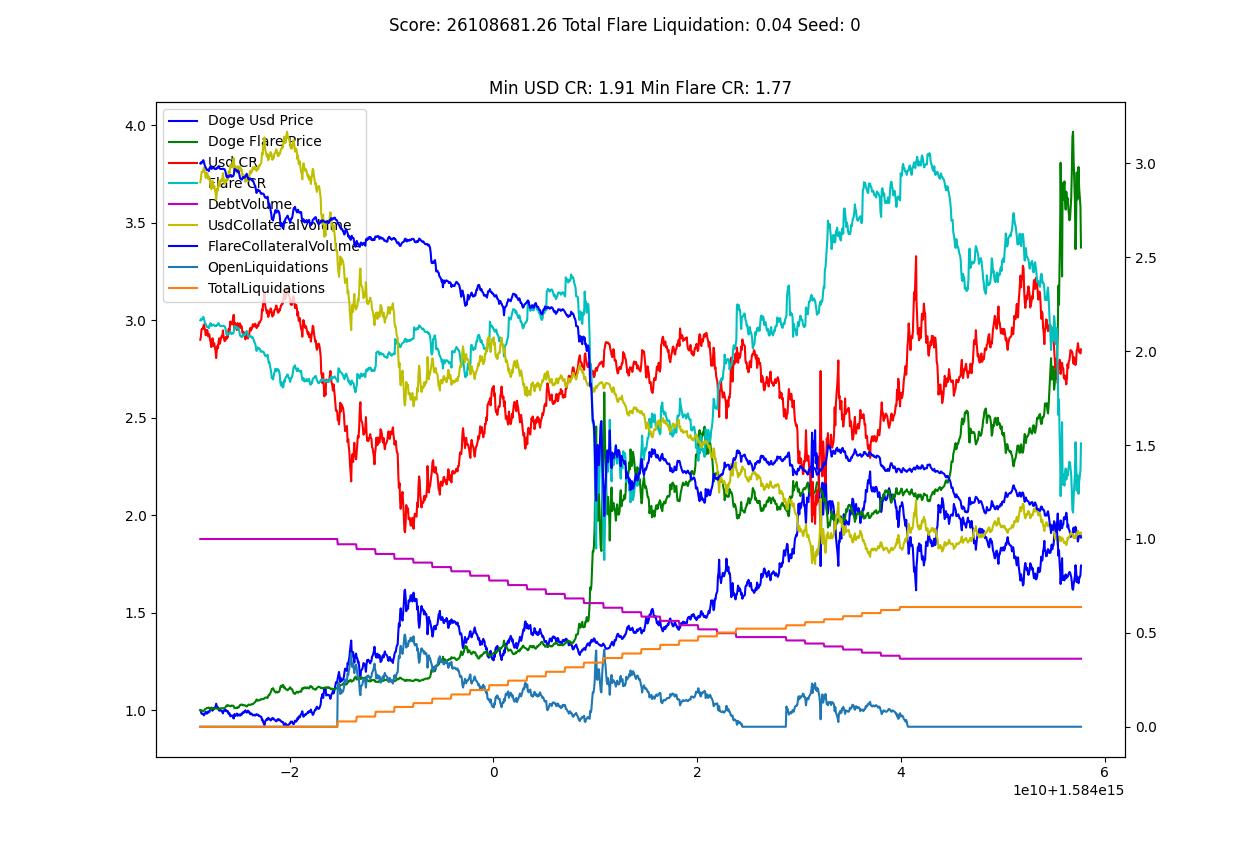 Score: 26108681.26 Total Flare Liquidation: 0.04 Seed: 0
Min USD CR: 1.91 Min Flare CR: 1.77
Doge Usd Price
Doge Flare Price
Usd CR
Flare CR
DebtVolume
UsdCollateralVolume
FlareCollateralVolume
OpenLiquidations
TotalLiquidations
4.0
3.5
3.0
2.5
2.0
1.5
1.0
3.0
2.5
2.0
1.5
1.0
0.5
0.0
−2
0
2
4
6
1e10+1.584e15